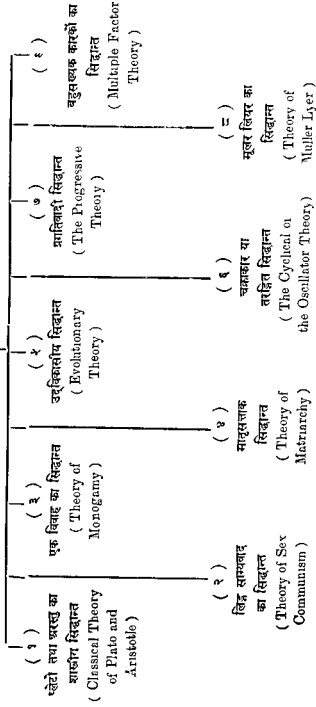 ( १ )
प्लेटो तथा अरस्तु का
शास्त्रीय सिद्धान्त
( Classical Theory
of Plato and
Aristotle )
( २ )
लिङ्ग साम्यवाद
का सिद्धान्त
( Theory of Sex
Communism )
( ३ )
एक विवाह का सिद्धान्त
( Theory of
Monogamy )
( ४ )
मातृसत्ताक
सिद्धान्त
( Theory of
Matriarchy )
( ५ )
उद्विकासीय सिद्धान्त
( Evolutionary
Theory )
( ६ )
चक्राकार या
तरङ्गित सिद्धान्त
( The Cyclical or
the Oscillator Theory )
( ७ )
प्रगतिवादी सिद्धान्त
( The Progressive
Theory )
( ८ )
मूलर लियर का
सिद्धान्त
( Theory of
Muller Lyer )
( ९ )
बहुसंख्यक कारकों का
सिद्धान्त
( Multiple Factor
Theory )